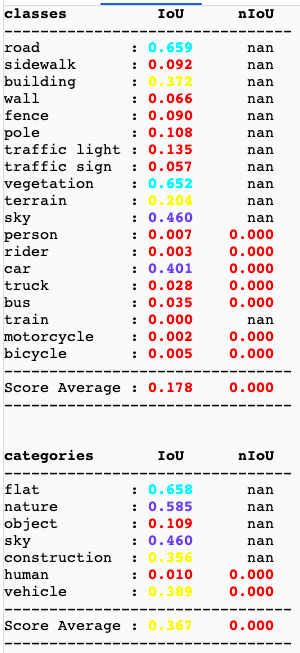 classes IoU nIoU
--------------------------------
road : 0.659 nan
sidewalk : 0.092 nan
building : 0.372 nan
wall : 0.066 nan
fence : 0.090 nan
pole : 0.108 nan
traffic light : 0.135 nan
traffic sign : 0.057 nan
vegetation : 0.652 nan
terrain : 0.204 nan
sky : 0.460 nan
person : 0.007 0.000
rider : 0.003 0.000
car : 0.401 0.000
truck : 0.028 0.000
bus : 0.035 0.000
train : 0.000 nan
motorcycle : 0.002 0.000
bicycle : 0.005 0.000
--------------------------------
Score Average : 0.178 0.000
--------------------------------
categories IoU nIoU
--------------------------------
flat : 0.658 nan
nature : 0.585 nan
object : 0.109 nan
sky : 0.460 nan
construction : 0.356 nan
human : 0.010 0.000
vehicle : 0.389 0.000
--------------------------------
Score Average : 0.367 0.000
--------------------------------